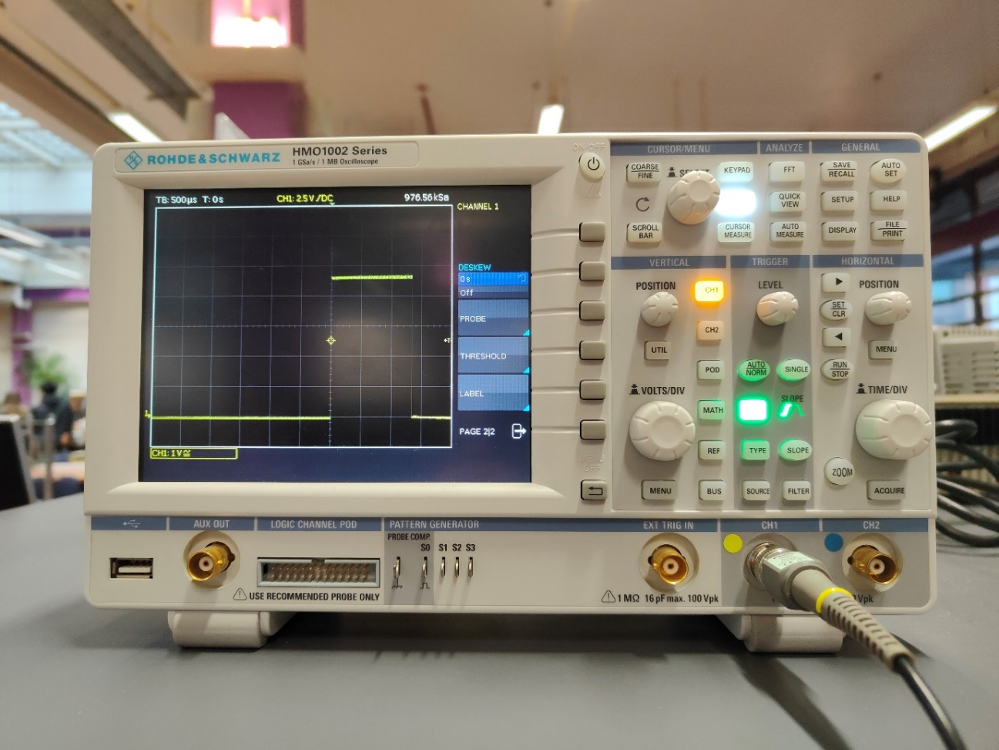 ROHDE & SCHWARZ
HMO1002 Series
1 GSa/s / 1 MB Oscilloscope
TB: 500µs T: 0s
CH1: 2.5 V / DC
976.56kSa
CHANNEL 1
DESKEW
0s
Off
PROBE
THRESHOLD
LABEL
PAGE 2|2
1
T
CH1: 1 V
ON/OFF
MENU
OFF
CURSOR/MENU
ANALYZE
GENERAL
COARSE
FINE
SELECT
KEYPAD
FFT
SAVE
RECALL
AUTO
SET
QUICK
VIEW
SETUP
HELP
SCROLL
BAR
CURSOR
MEASURE
AUTO
MEASURE
DISPLAY
FILE
PRINT
VERTICAL
TRIGGER
HORIZONTAL
POSITION
CH1
LEVEL
POSITION
SET
CLR
CH2
UTIL
MENU
POD
AUTO
NORM
SINGLE
RUN
STOP
VOLTS/DIV
MATH
SLOPE
TIME/DIV
REF
TYPE
SLOPE
ZOOM
MENU
BUS
SOURCE
FILTER
ACQUIRE
AUX OUT
LOGIC CHANNEL POD
PATTERN GENERATOR
EXT TRIG IN
CH1
CH2
PROBE COMP.
S0 S1 S2 S3
USE RECOMMENDED PROBE ONLY
1 MΩ 16 pF max. 100 Vpk
Vpk